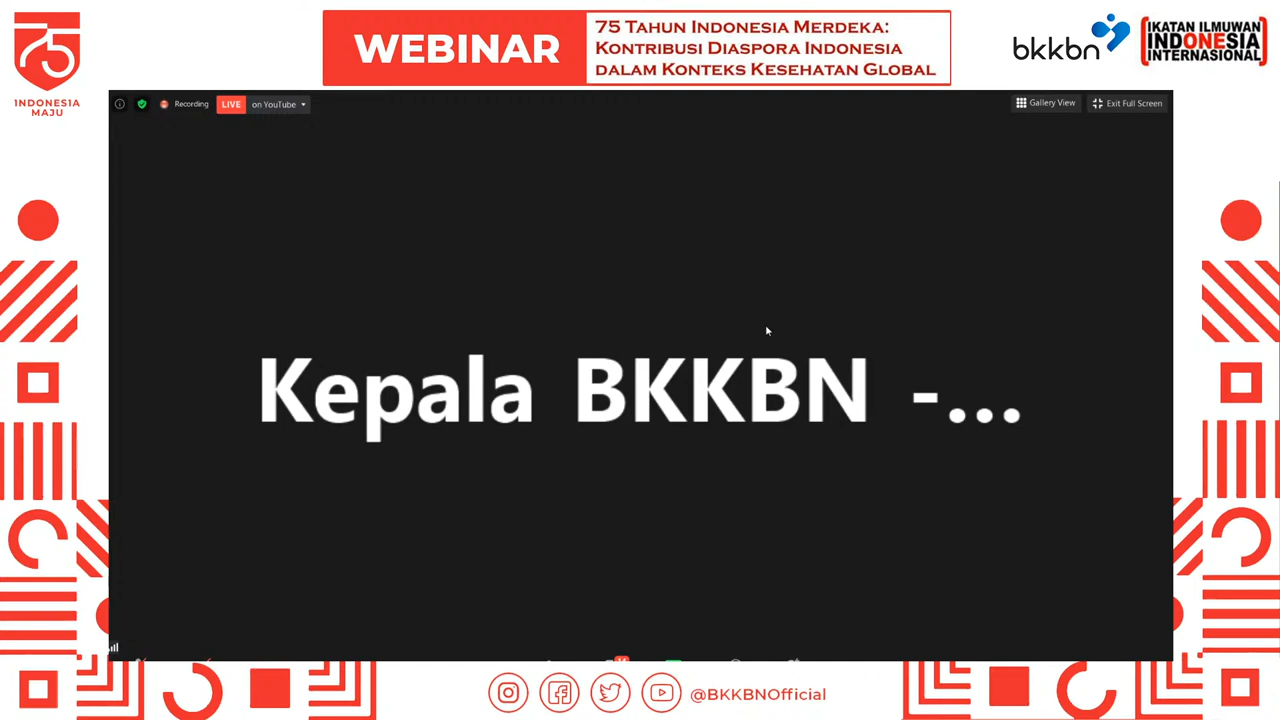 75
INDONESIA
MAJU
WEBINAR
75 TAHUN INDONESIA MERDEKA:
KONTRIBUSI DIASPORA INDONESIA
DALAM KONTEKS KESEHATAN GLOBAL
bkkbn
IKATAN ILMUWAN
INDONESIA
INTERNASIONAL
Recording
LIVE
on YouTube
Gallery View
Exit Full Screen
Kepala BKKBN -...
@BKKBNOfficial